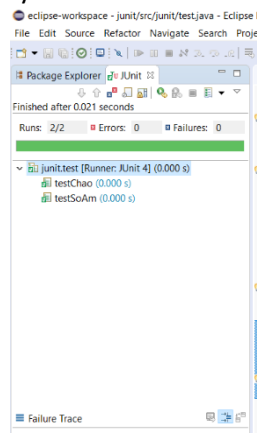 eclipse-workspace - junit/src/junit/test.java - Eclipse
File Edit Source Refactor Navigate Search Proje
Package Explorer JUnit
Finished after 0.021 seconds
Runs: 2/2 Errors: 0 Failures: 0
junit.test [Runner: JUnit 4] (0.000 s)
testChao (0.000 s)
testSoAm (0.000 s)
Failure Trace